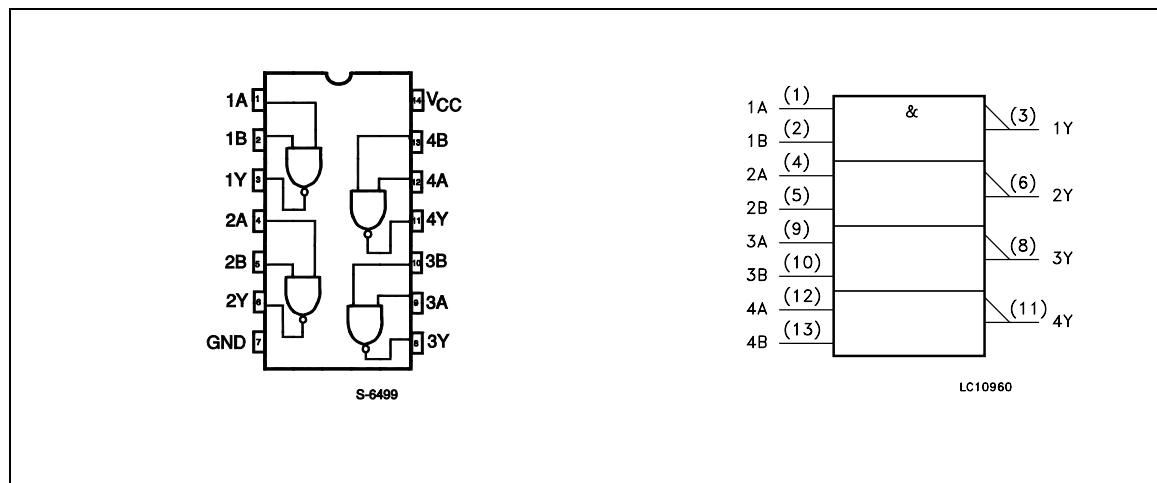 1A 1 14 VCC
1B 2 13 4B
1Y 3 12 4A
2A 4 11 4Y
2B 5 10 3B
2Y 6 9 3A
GND 7 8 3Y
S-6499
1A (1)
1B (2)
2A (4)
2B (5)
3A (9)
3B (10)
4A (12)
4B (13)
&
(3) 1Y
(6) 2Y
(8) 3Y
(11) 4Y
LC10960